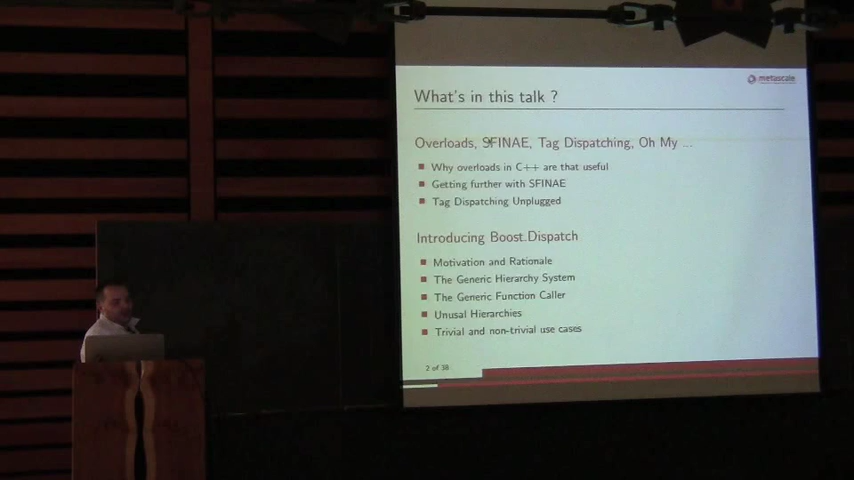 metascale
What's in this talk ?
Overloads, SFINAE, Tag Dispatching, Oh My ...
Why overloads in C++ are that useful
Getting further with SFINAE
Tag Dispatching Unplugged
Introducing Boost.Dispatch
Motivation and Rationale
The Generic Hierarchy System
The Generic Function Caller
Unusal Hierarchies
Trivial and non-trivial use cases
2 of 38